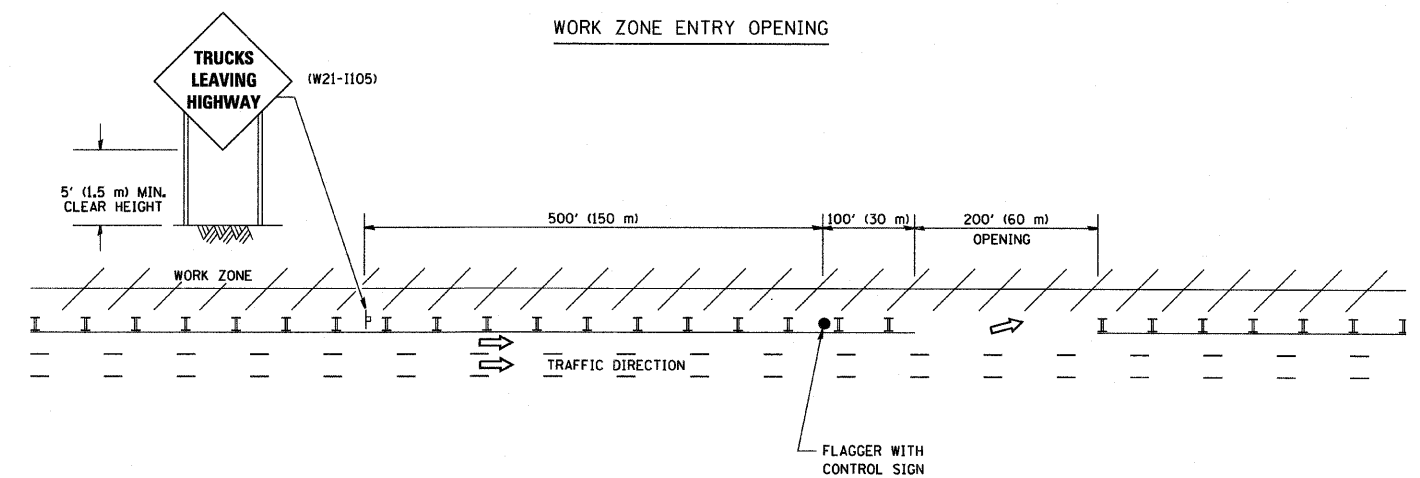 WORK ZONE ENTRY OPENING
TRUCKS
LEAVING
HIGHWAY
(W21-I105)
5' (1.5 m) MIN.
CLEAR HEIGHT
500' (150 m)
100' (30 m)
200' (60 m)
OPENING
WORK ZONE
TRAFFIC DIRECTION
FLAGGER WITH
CONTROL SIGN